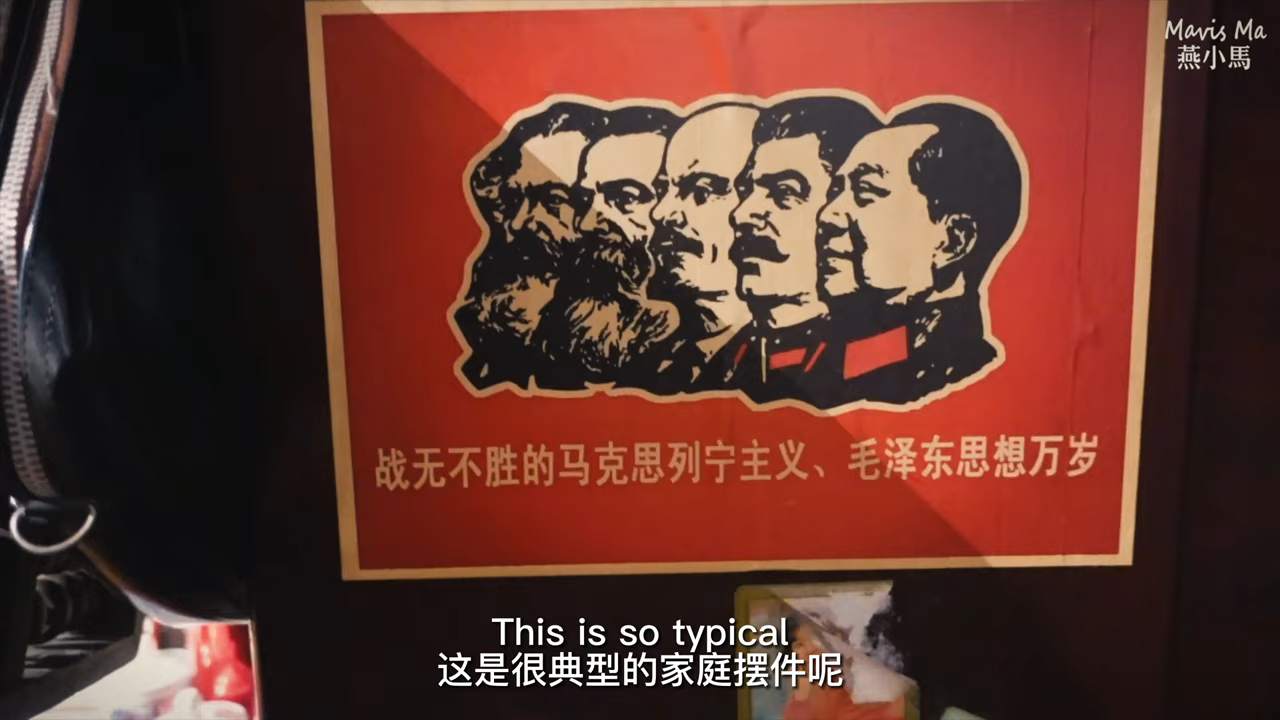 Mavis Ma
燕小馬
战无不胜的马克思列宁主义、毛泽东思想万岁
This is so typical
这是很典型的家庭摆件呢